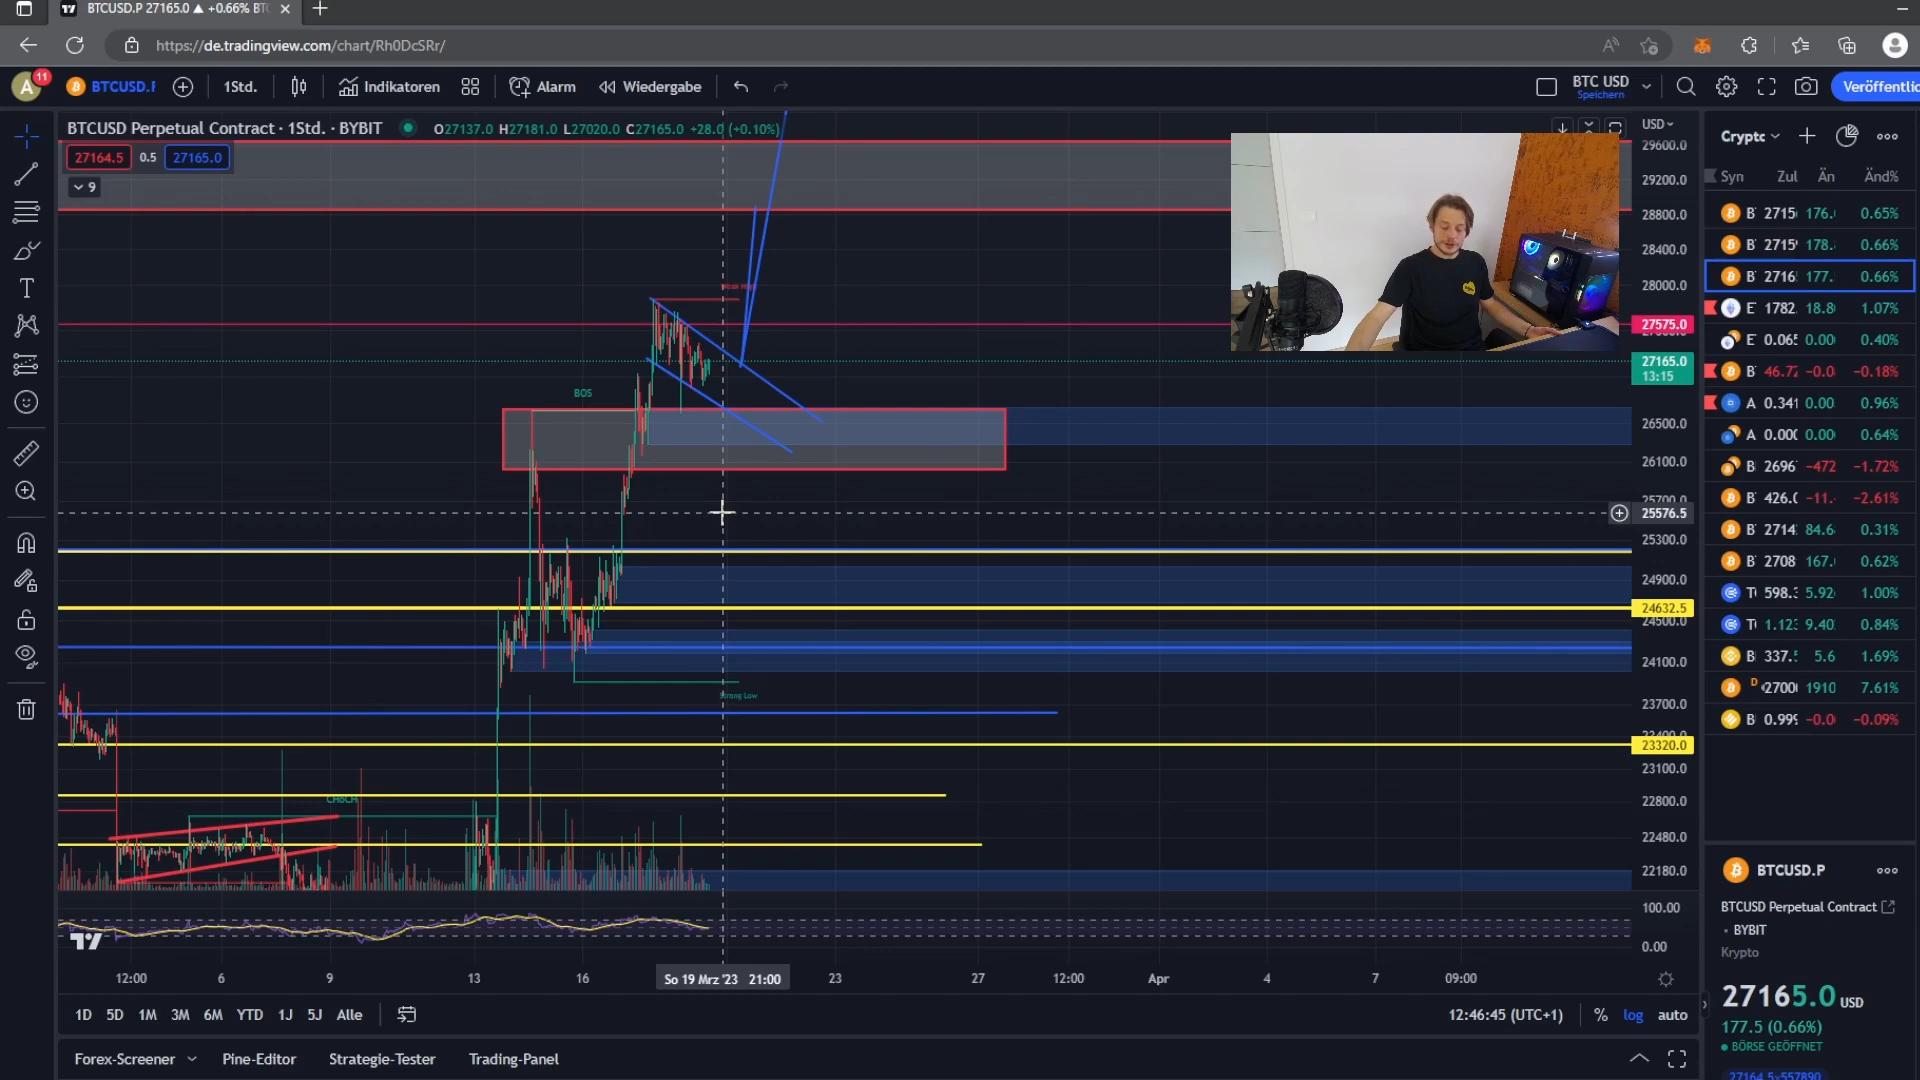 BTCUSD.P 27165.0 ▲ +0.66% BTC
https://de.tradingview.com/chart/Rh0DcSRr/
A 11 BTCUSD.P 1Std. Indikatoren Alarm Wiedergabe BTC USD Speichern Veröffentlic
BTCUSD Perpetual Contract · 1Std. · BYBIT O27137.0 H27181.0 L27020.0 C27165.0 +28.0 (+0.10%)
27164.5 0.5 27165.0
9
BOS
Strong Low
CHoCH
USD
29600.0
29200.0
28800.0
28400.0
28000.0
27575.0
27165.0
13:15
26500.0
26100.0
25700.0
25576.5
25300.0
24900.0
24632.5
24500.0
24100.0
23700.0
23400.0
23320.0
23100.0
22800.0
22480.0
22180.0
100.00
0.00
12:00 6 9 13 16 So 19 Mrz '23 21:00 23 27 12:00 Apr 4 7 09:00
1D 5D 1M 3M 6M YTD 1J 5J Alle 12:46:45 (UTC+1) % log auto
Forex-Screener Pine-Editor Strategie-Tester Trading-Panel
Crypto
Syn Zul Än Änd%
B 2715 176. 0.65%
B 2715 178. 0.66%
B 2716 177. 0.66%
E 1782. 18.8 1.07%
E 0.06 0.00 0.40%
B 46.7 −0.0 −0.18%
A 0.341 0.00 0.96%
A 0.000 0.00 0.64%
B 2696 −472 −1.72%
B 426.0 −11. −2.61%
B 2714 84.6 0.31%
B 2708 167. 0.62%
T 598.3 5.92 1.00%
T 1.123 9.40 0.84%
B 337.5 5.6 1.69%
D 2700 1910 7.61%
B 0.999 −0.0 −0.09%
BTCUSD.P
BTCUSD Perpetual Contract
• BYBIT
Krypto
27165.0 USD
177.5 (0.66%)
BÖRSE GEÖFFNET
27164.5×557890